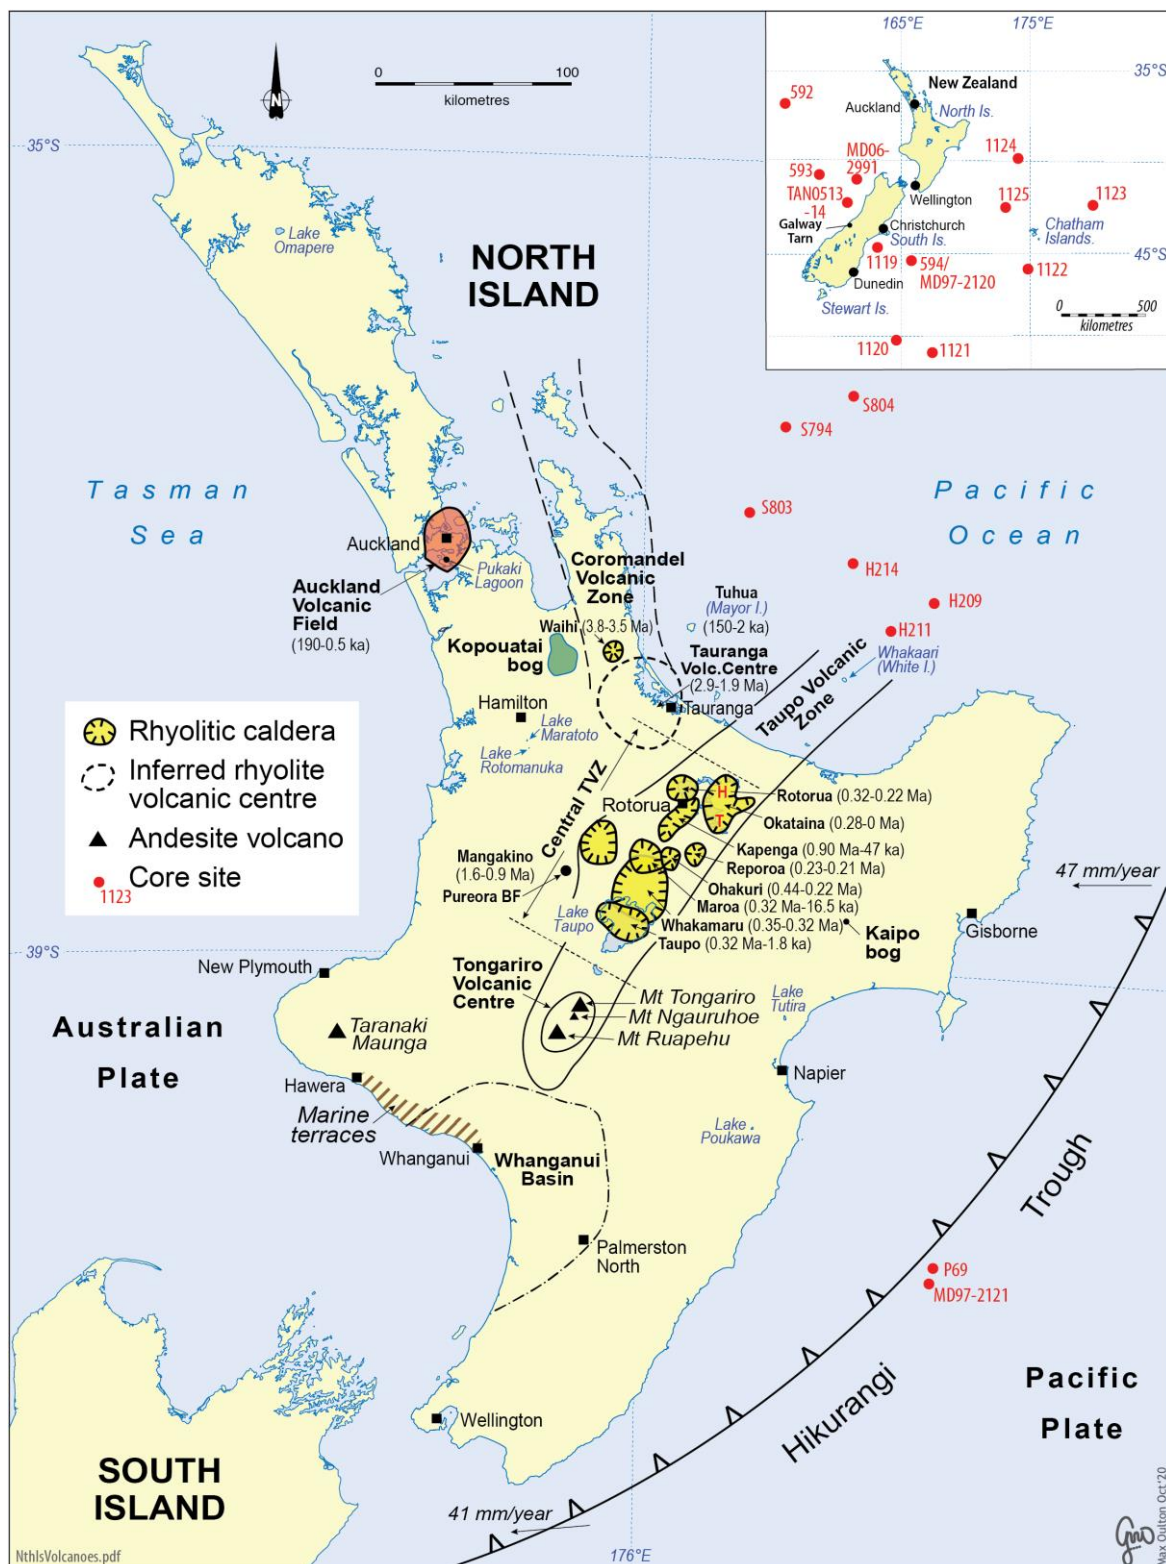 0 100
kilometres
N
35°S
Lake
Omapere
NORTH
ISLAND
165°E 175°E
35°S
592
New Zealand
Auckland
North Is.
MD06-
2991
1124
593
TAN0513
-14
Wellington
1125
1123
Galway
Tarn
Christchurch
South Is.
Chatham
Islands.
45°S
1119
594/
MD97-2120
1122
Dunedin
Stewart Is.
0 500
kilometres
1120
1121
S804
S794
S803
Tasman
Sea
Pacific
Ocean
Auckland
Pukaki
Lagoon
Auckland
Volcanic
Field
(190-0.5 ka)
Coromandel
Volcanic
Zone
H214
Tuhua
(Mayor I.)
(150-2 ka)
H209
H211
Waihi (3.8-3.5 Ma)
Kopouatai
bog
Tauranga
Volc.Centre
(2.9-1.9 Ma)
Whakaari
(White I.)
Taupo Volcanic
Zone
Tauranga
Hamilton
Lake
Maratoto
Lake
Rotomanuka
Rhyolitic caldera
Inferred rhyolite
volcanic centre
Andesite volcano
Core site
1123
Central TVZ
H
T
Rotorua
Rotorua (0.32-0.22 Ma)
Okataina (0.28-0 Ma)
Kapenga (0.90 Ma-47 ka)
Reporoa (0.23-0.21 Ma)
Ohakuri (0.44-0.22 Ma)
Maroa (0.32 Ma-16.5 ka)
Whakamaru (0.35-0.32 Ma)
Taupo (0.32 Ma-1.8 ka)
Mangakino
(1.6-0.9 Ma)
Pureora BF
Lake
Taupo
Kaipo
bog
47 mm/year
Gisborne
39°S
New Plymouth
Tongariro
Volcanic
Centre
Mt Tongariro
Mt Ngauruhoe
Mt Ruapehu
Lake
Tutira
Australian
Plate
Taranaki
Maunga
Napier
Hawera
Marine
terraces
Whanganui
Whanganui
Basin
Lake
Poukawa
Palmerston
North
Hikurangi
Trough
P69
MD97-2121
Pacific
Plate
Wellington
SOUTH
ISLAND
41 mm/year
176°E
NthIsVolcanoes.pdf
Max Oulton Oct'20